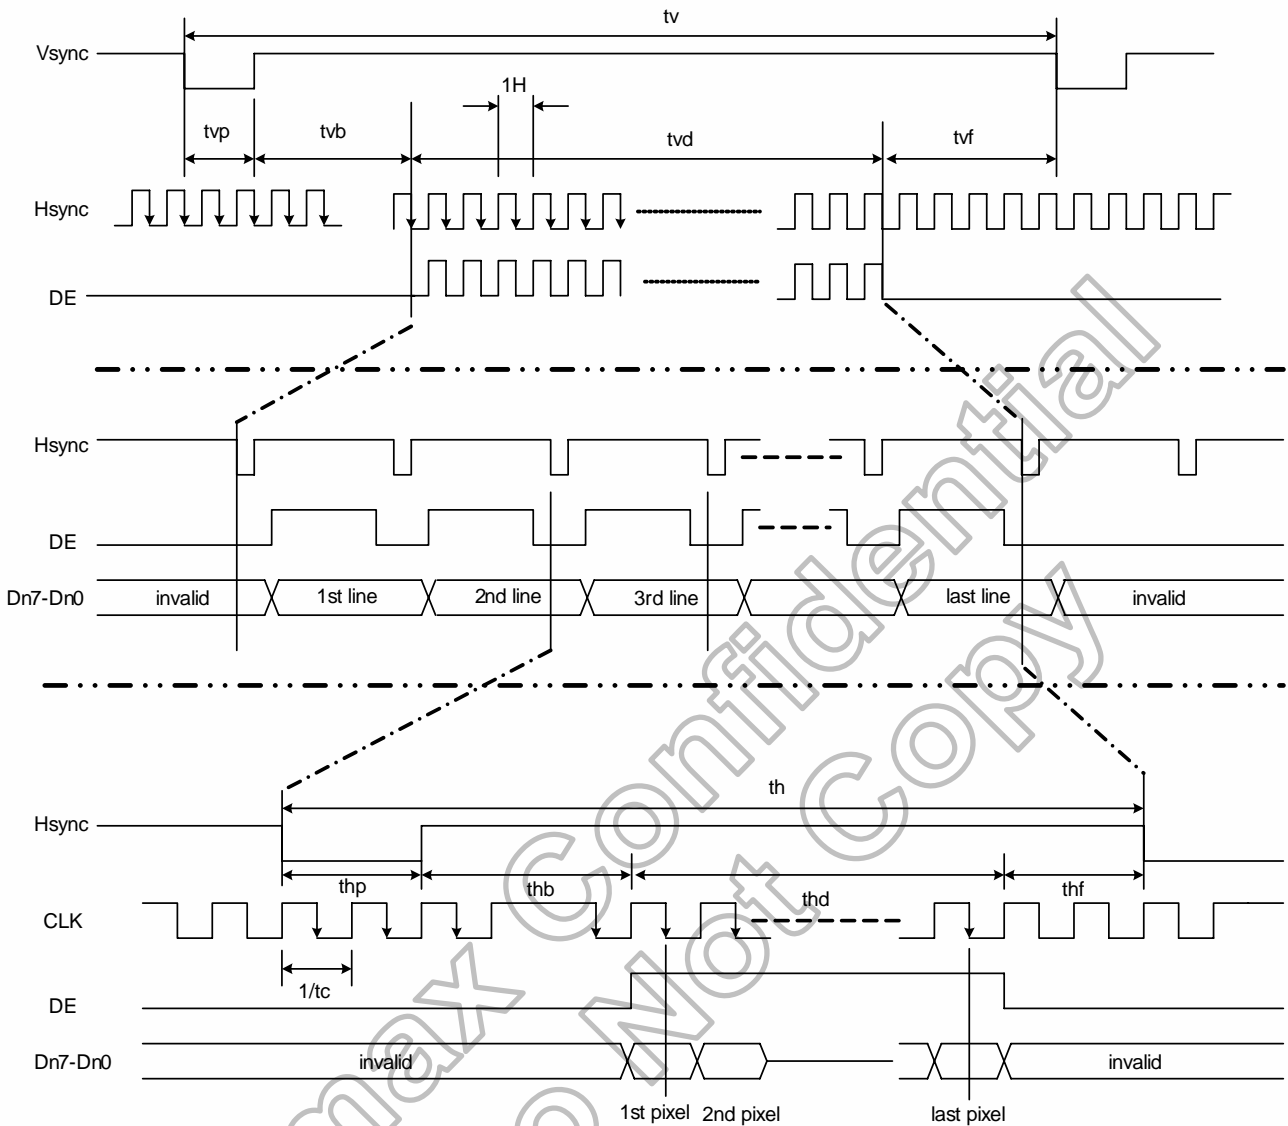 tv
Vsync
1H
tvp
tvb
tvd
tvf
Hsync
DE
Hsync
DE
Dn7-Dn0
invalid
1st line
2nd line
3rd line
last line
invalid
th
Hsync
thp
thb
thd
thf
CLK
1/tc
DE
Dn7-Dn0
invalid
invalid
1st pixel
2nd pixel
last pixel
max Confidential
o Not Copy